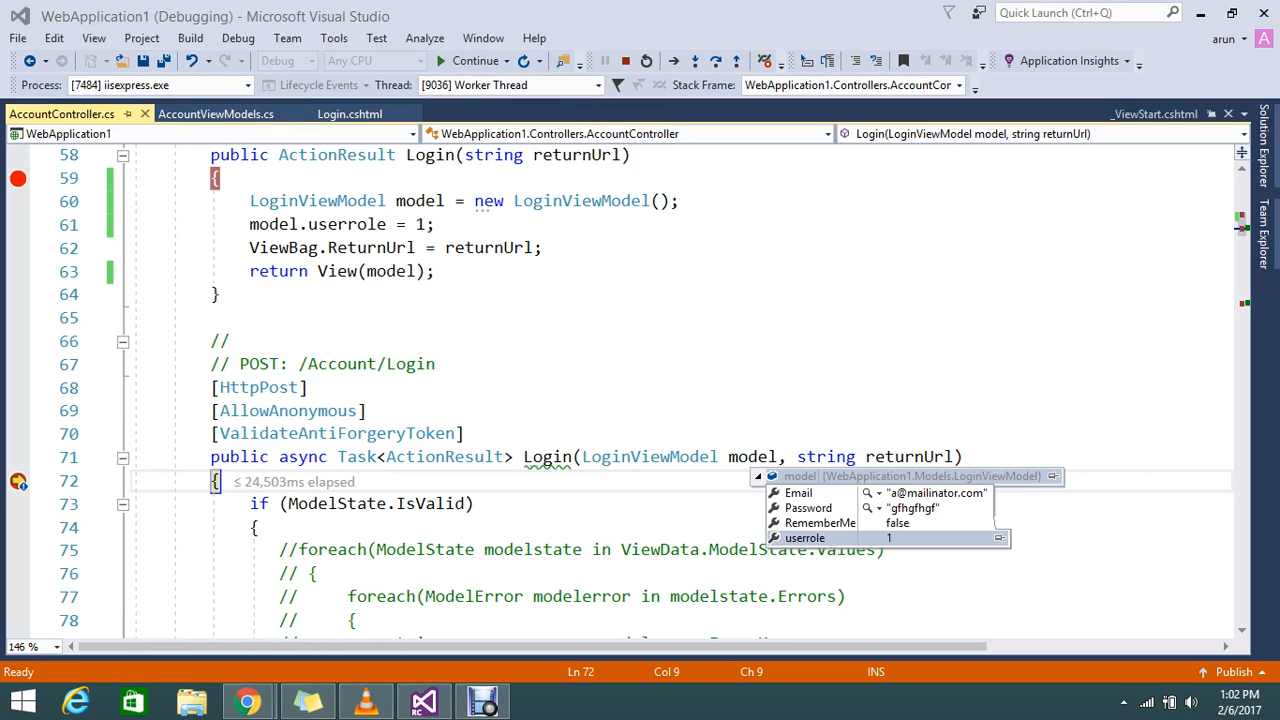 WebApplication1 (Debugging) - Microsoft Visual Studio
Quick Launch (Ctrl+Q)
File Edit View Project Build Debug Team Tools Test Analyze Window Help
arun A
Debug Any CPU Continue Application Insights
Process: [7484] iisexpress.exe Lifecycle Events Thread: [9036] Worker Thread Stack Frame: WebApplication1.Controllers.AccountCor
AccountController.cs AccountViewModels.cs Login.cshtml _ViewStart.cshtml
WebApplication1 WebApplication1.Controllers.AccountController Login(LoginViewModel model, string returnUrl)
Solution Explorer
Team Explorer
58 public ActionResult Login(string returnUrl)
59 {
60 LoginViewModel model = new LoginViewModel();
61 model.userrole = 1;
62 ViewBag.ReturnUrl = returnUrl;
63 return View(model);
64 }
65
66 //
67 // POST: /Account/Login
68 [HttpPost]
69 [AllowAnonymous]
70 [ValidateAntiForgeryToken]
71 public async Task<ActionResult> Login(LoginViewModel model, string returnUrl)
72 { ≤ 24,503ms elapsed
model {WebApplication1.Models.LoginViewModel}
Email "a@mailinator.com"
Password "gfhgfhgf"
RememberMe false
userrole 1
73 if (ModelState.IsValid)
74 {
75 //foreach(ModelState modelstate in ViewData.ModelState.Values)
76 // {
77 // foreach(ModelError modelerror in modelstate.Errors)
78 // {
146 %
Ready Ln 72 Col 9 Ch 9 INS Publish
RC
1:02 PM
2/6/2017